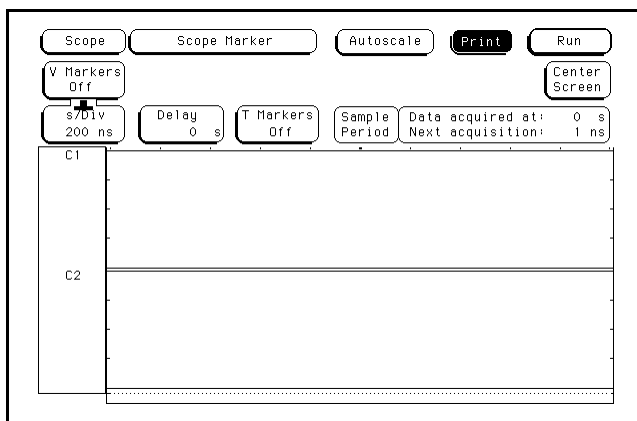 Scope Scope Marker Autoscale Print Run
V Markers Off Center Screen
s/Div 200 ns Delay 0 s T Markers Off Sample Period Data acquired at: 0 s
Next acquisition: 1 ns
C1
C2